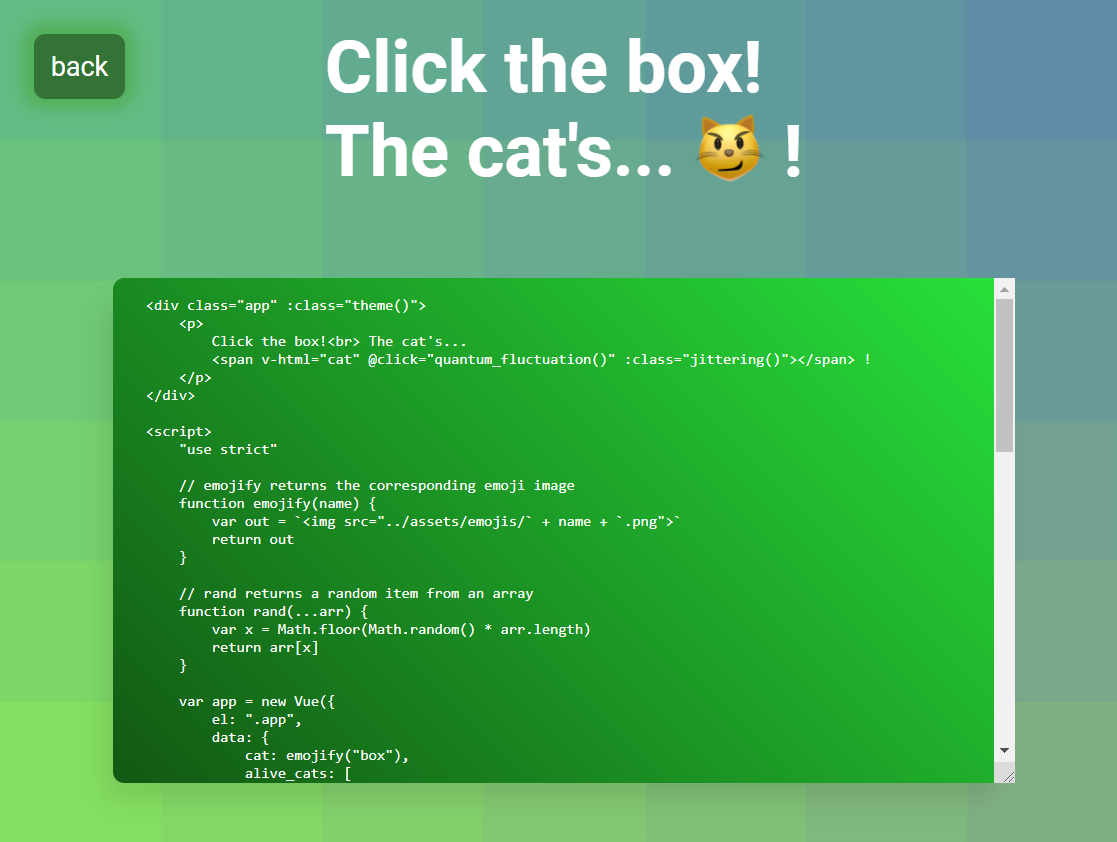 back
Click the box!
The cat's... 😼 !
<div class="app" :class="theme()">
    <p>
        Click the box!<br> The cat's...
        <span v-html="cat" @click="quantum_fluctuation()" :class="jittering()"></span> !
    </p>
</div>

<script>
    "use strict"

    // emojify returns the corresponding emoji image
    function emojify(name) {
        var out = `<img src="../assets/emojis/` + name + `.png">`
        return out
    }

    // rand returns a random item from an array
    function rand(...arr) {
        var x = Math.floor(Math.random() * arr.length)
        return arr[x]
    }

    var app = new Vue({
        el: ".app",
        data: {
            cat: emojify("box"),
            alive_cats: [